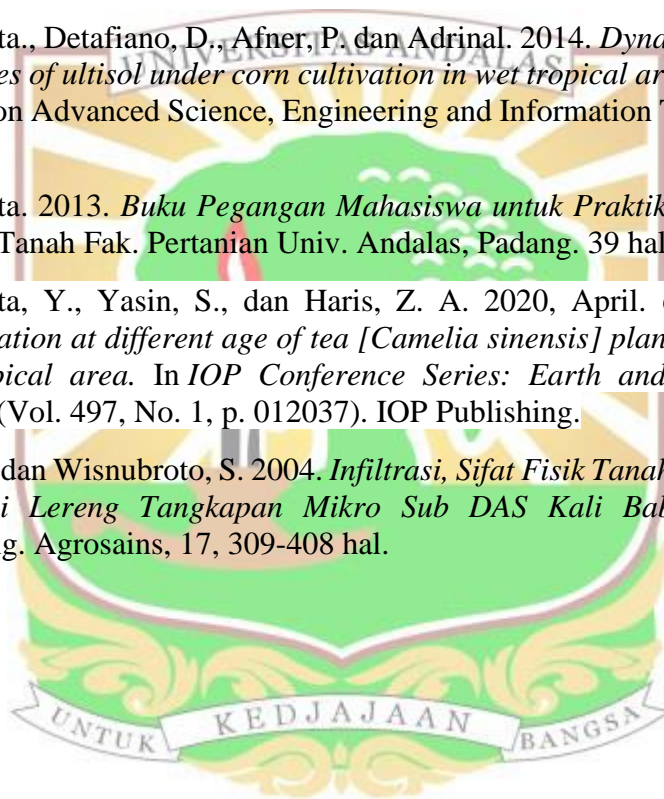 ta., Detafiano, D., Afner, P. dan Adrinal. 2014. Dyna
UNIVERSITAS ANDALAS
es of ultisol under corn cultivation in wet tropical ar
on Advanced Science, Engineering and Information T
ta. 2013. Buku Pegangan Mahasiswa untuk Praktik
Tanah Fak. Pertanian Univ. Andalas, Padang. 39 hal
ta, Y., Yasin, S., dan Haris, Z. A. 2020, April.
ation at different age of tea [Camelia sinensis] plan
pical area. In IOP Conference Series: Earth and
(Vol. 497, No. 1, p. 012037). IOP Publishing.
dan Wisnubroto, S. 2004. Infiltrasi, Sifat Fisik Tanah
i Lereng Tangkapan Mikro Sub DAS Kali Bab
g. Agrosains, 17, 309-408 hal.
UNTUK KEDJAJAAN BANGSA